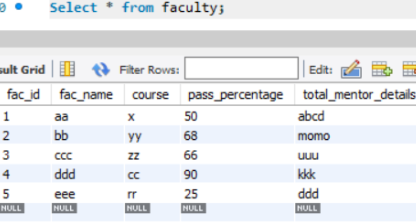 Select * from faculty;
sult Grid Filter Rows: Edit:
fac_id fac_name course pass_percentage total_mentor_details
1 aa x 50 abcd
2 bb yy 68 momo
3 ccc zz 66 uuu
4 ddd cc 90 kkk
5 eee rr 25 ddd
NULL NULL NULL NULL NULL